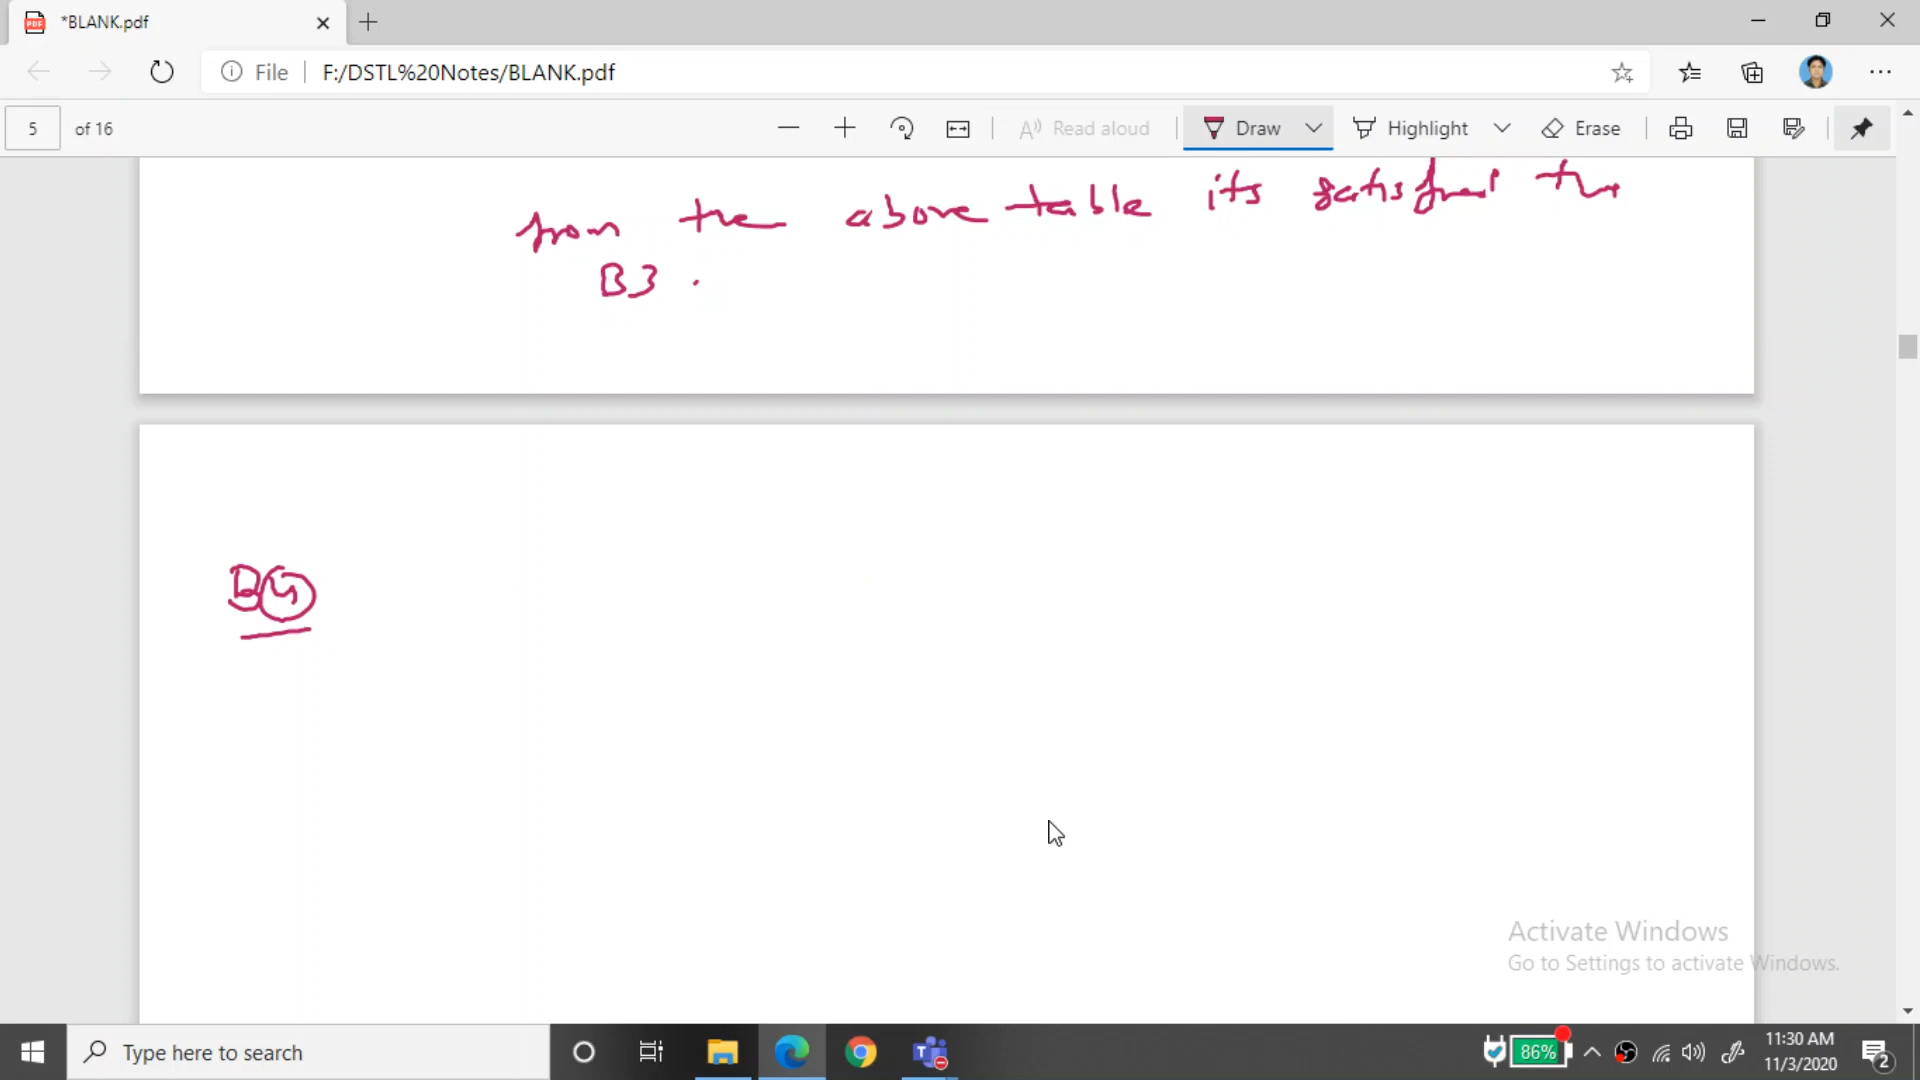 *BLANK.pdf
File
F:/DSTL%20Notes/BLANK.pdf
5 of 16
Read aloud
Draw
Highlight
Erase
from the above table its satisfied the
B3 .
B4
Activate Windows
Go to Settings to activate Windows.
Type here to search
86%
11:30 AM
11/3/2020
2